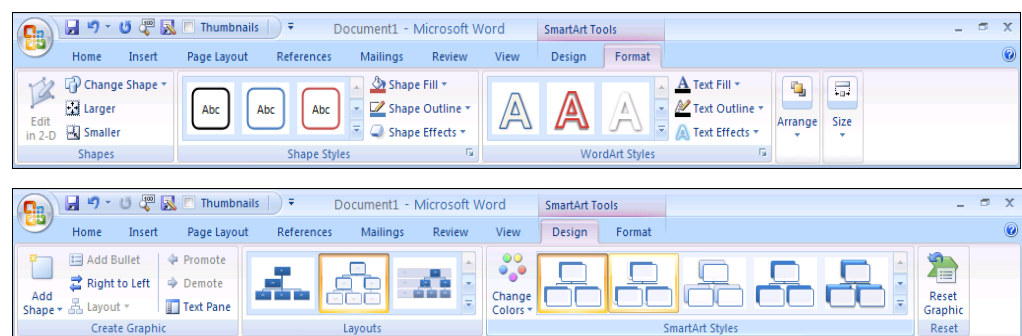 Thumbnails Document1 - Microsoft Word SmartArt Tools
Home Insert Page Layout References Mailings Review View Design Format
Change Shape Abc Abc Abc Shape Fill A A A A Text Fill
Larger Shape Outline Text Outline Arrange Size
Edit in 2-D Smaller Shape Effects Text Effects
Shapes Shape Styles WordArt Styles
Thumbnails Document1 - Microsoft Word SmartArt Tools
Home Insert Page Layout References Mailings Review View Design Format
Add Bullet Promote
Right to Left Demote
Add Shape Layout Text Pane Change Colors Reset Graphic
Create Graphic Layouts SmartArt Styles Reset